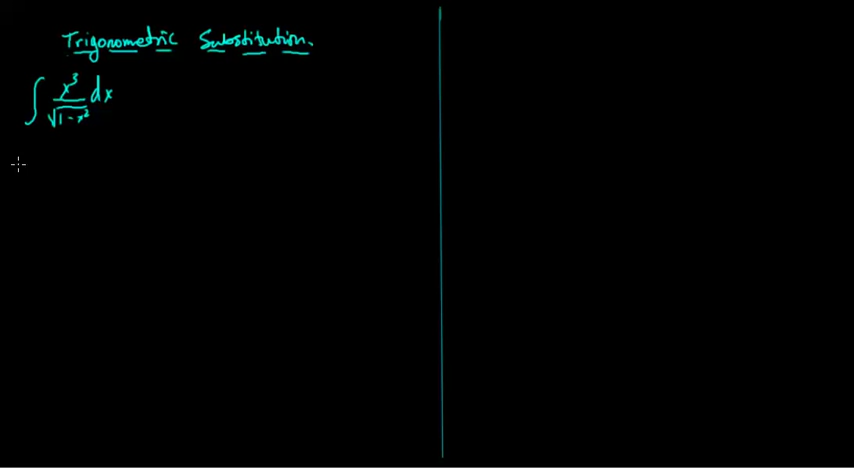 Trigonometric Substitution.
∫ x³/√(1-x²) dx